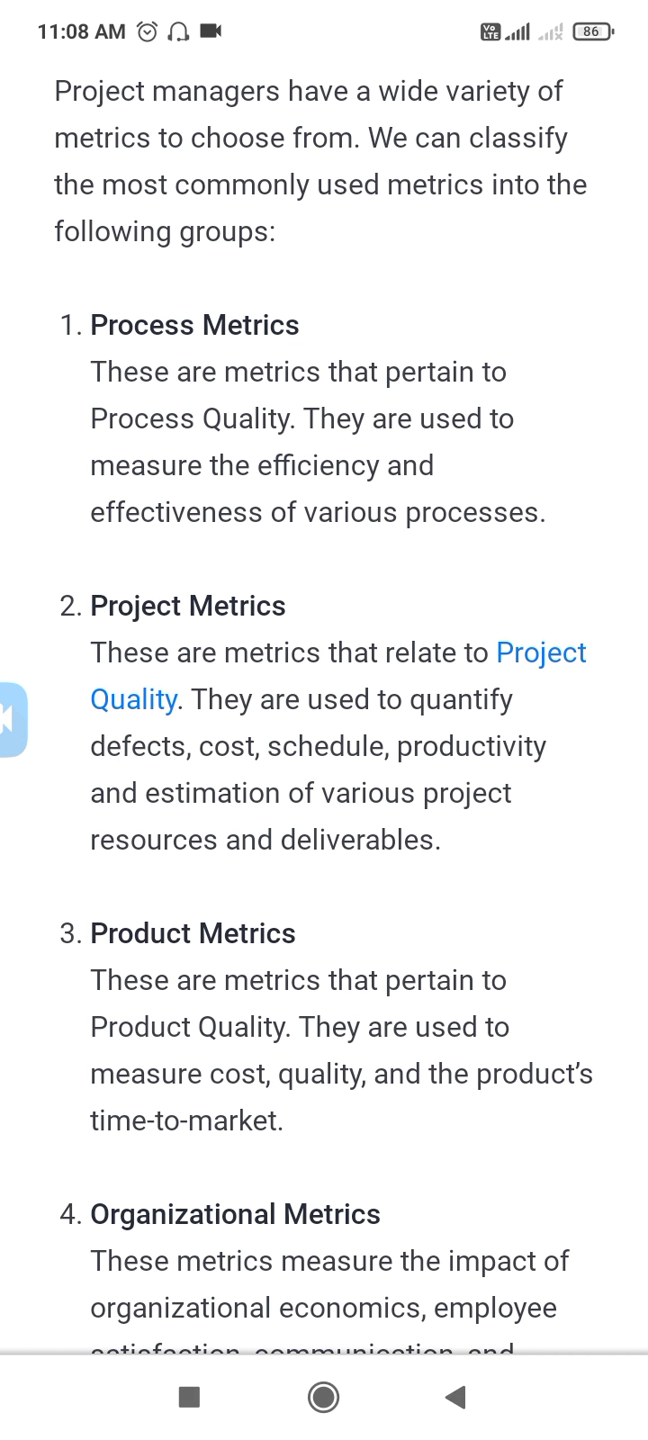 11:08 AM
Vo
LTE
86
Project managers have a wide variety of
metrics to choose from. We can classify
the most commonly used metrics into the
following groups:
1. Process Metrics
These are metrics that pertain to
Process Quality. They are used to
measure the efficiency and
effectiveness of various processes.
2. Project Metrics
These are metrics that relate to Project
Quality. They are used to quantify
defects, cost, schedule, productivity
and estimation of various project
resources and deliverables.
3. Product Metrics
These are metrics that pertain to
Product Quality. They are used to
measure cost, quality, and the product’s
time-to-market.
4. Organizational Metrics
These metrics measure the impact of
organizational economics, employee
satisfaction, communication, and